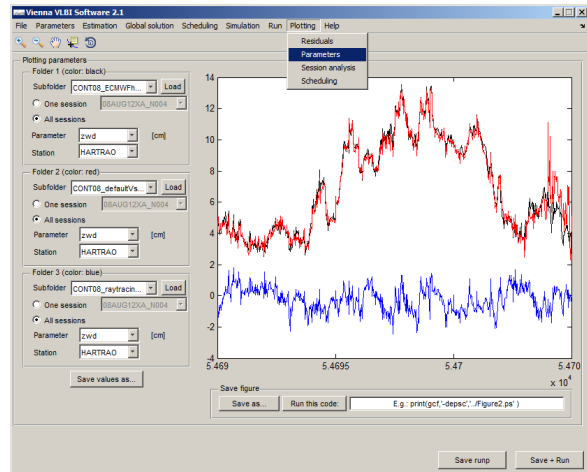 Vienna VLBI Software 2.1
File Parameters Estimation Global solution Scheduling Simulation Run Plotting Help
Residuals
Parameters
Session analysis
Scheduling
Plotting parameters
Folder 1 (color: black)
Subfolder CONT08_ECMWFh... Load
One session 08AUG12XA_N004
All sessions
Parameter zwd [cm]
Station HARTRAO
Folder 2 (color: red)
Subfolder CONT08_defaultVs... Load
One session 08AUG12XA_N004
All sessions
Parameter zwd [cm]
Station HARTRAO
Folder 3 (color: blue)
Subfolder CONT08_raytracin... Load
One session 08AUG12XA_N004
All sessions
Parameter zwd [cm]
Station HARTRAO
Save values as...
14
12
10
8
6
4
2
0
-2
-4
5.469 5.4695 5.47 5.470
x 10^4
Save figure
Save as... Run this code: E.g.: print(gcf,'-depsc','../Figure2.ps' )
Save runp Save + Run